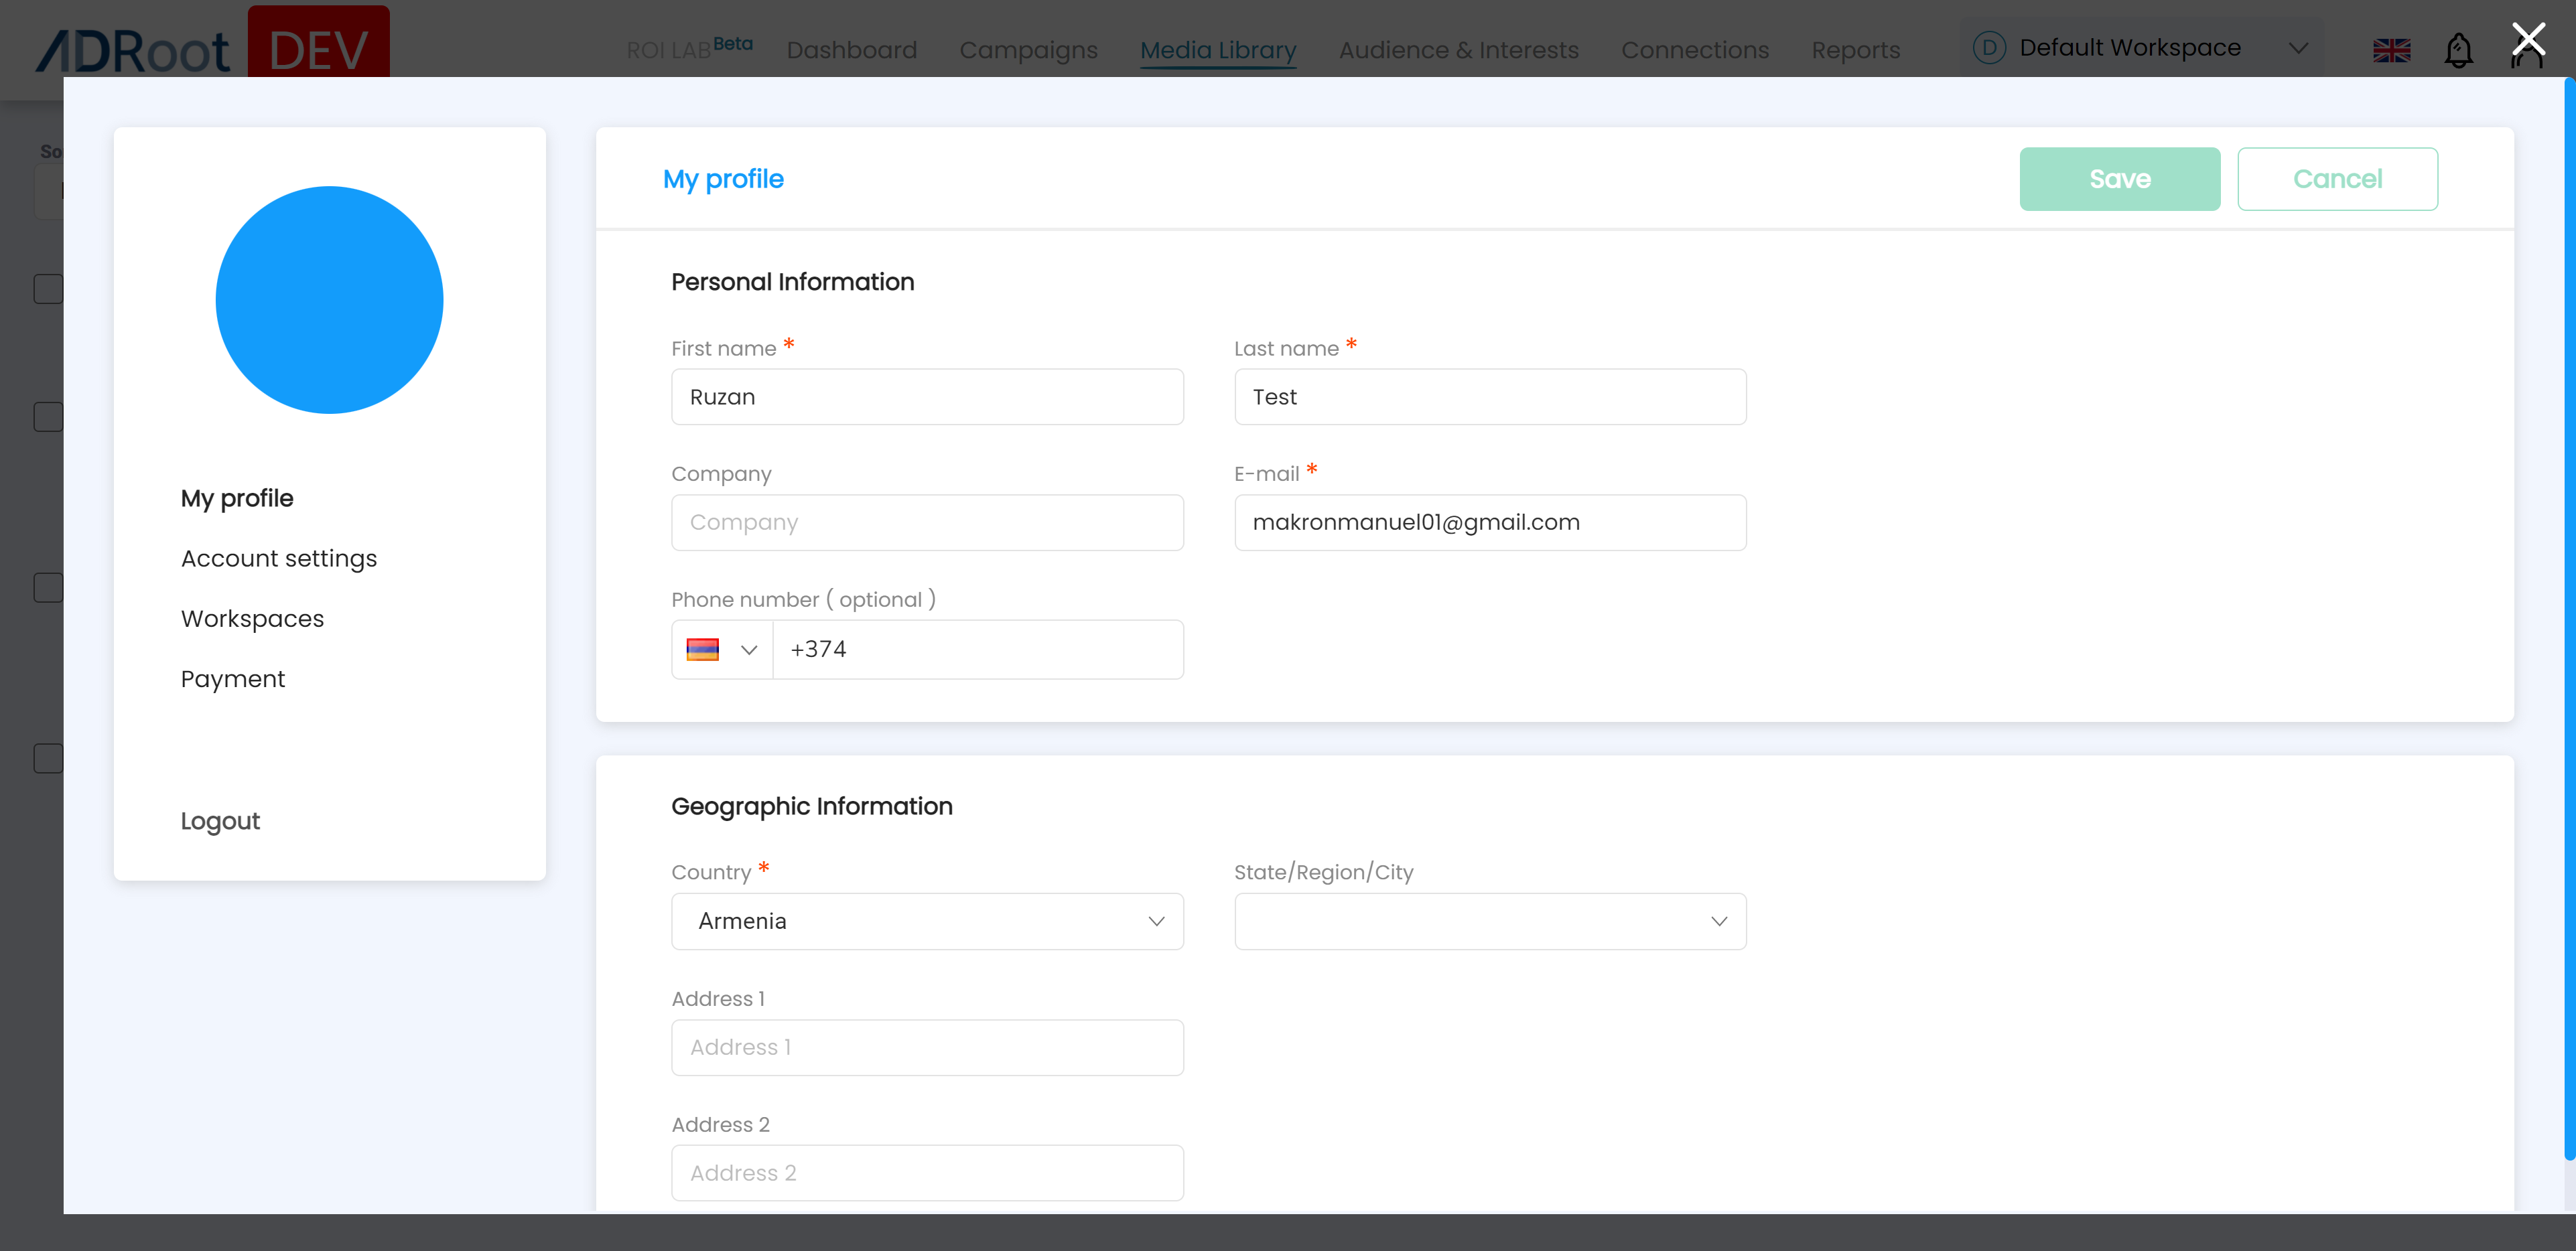 ADRoot DEV ROI LAB Beta Dashboard Campaigns Media Library Audience & Interests Connections Reports D Default Workspace
So
My profile Save Cancel
Personal Information
First name * Last name *
Ruzan Test
Company E-mail *
Company makronmanuel01@gmail.com
Phone number ( optional )
+374
My profile
Account settings
Workspaces
Payment
Logout
Geographic Information
Country * State/Region/City
Armenia
Address 1
Address 1
Address 2
Address 2